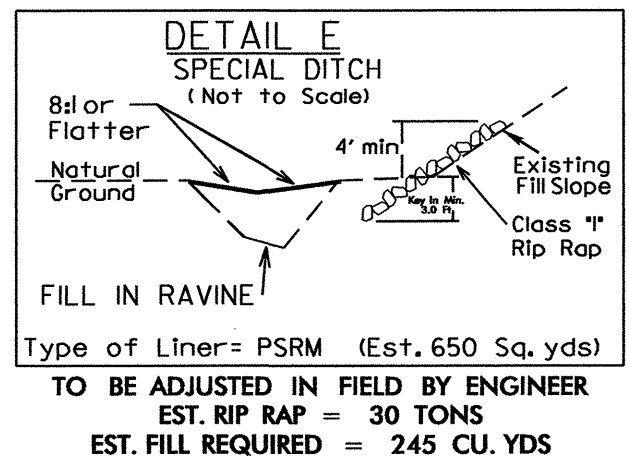 DETAIL E
SPECIAL DITCH
(Not to Scale)
8:1 or
Flatter
4' min
Natural
Ground
Existing
Fill Slope
Key In Min.
3.0 Ft.
Class "I"
Rip Rap
FILL IN RAVINE
Type of Liner= PSRM (Est. 650 Sq. yds)
TO BE ADJUSTED IN FIELD BY ENGINEER
EST. RIP RAP = 30 TONS
EST. FILL REQUIRED = 245 CU. YDS